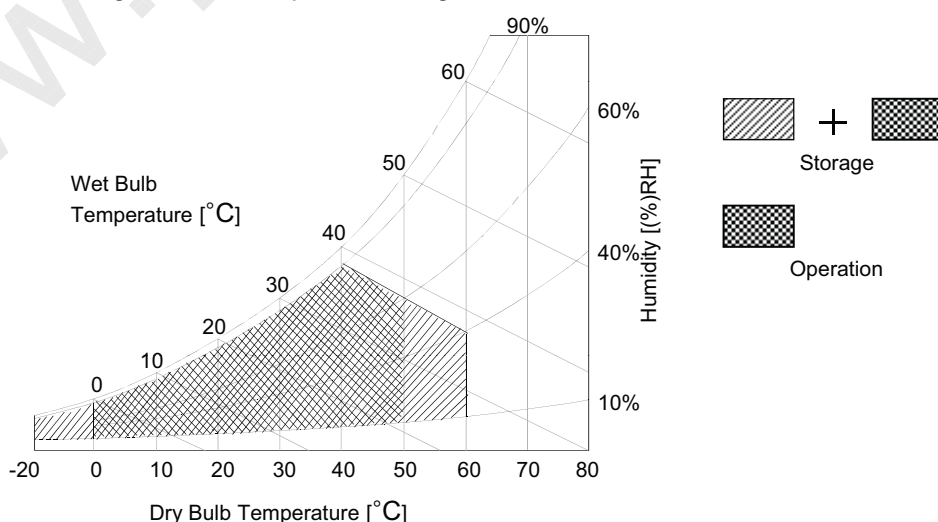 90%
60
60%
50
Wet Bulb
Temperature [°C]
Humidity [(%)RH]
40
40%
30
20
10
0
10%
-20 0 10 20 30 40 50 60 70 80
Dry Bulb Temperature [°C]
+
Storage
Operation